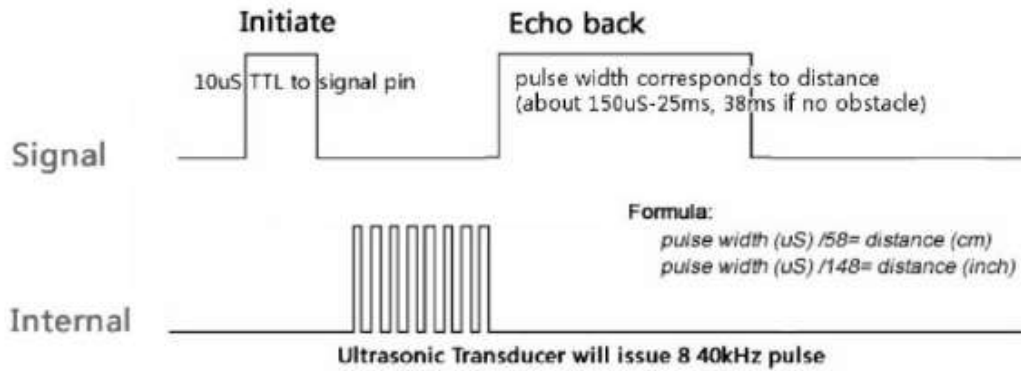 Initiate
Echo back
10uS TTL to signal pin
pulse width corresponds to distance
(about 150uS-25ms, 38ms if no obstacle)
Signal
Formula:
pulse width (uS) /58= distance (cm)
pulse width (uS) /148= distance (inch)
Internal
Ultrasonic Transducer will issue 8 40kHz pulse